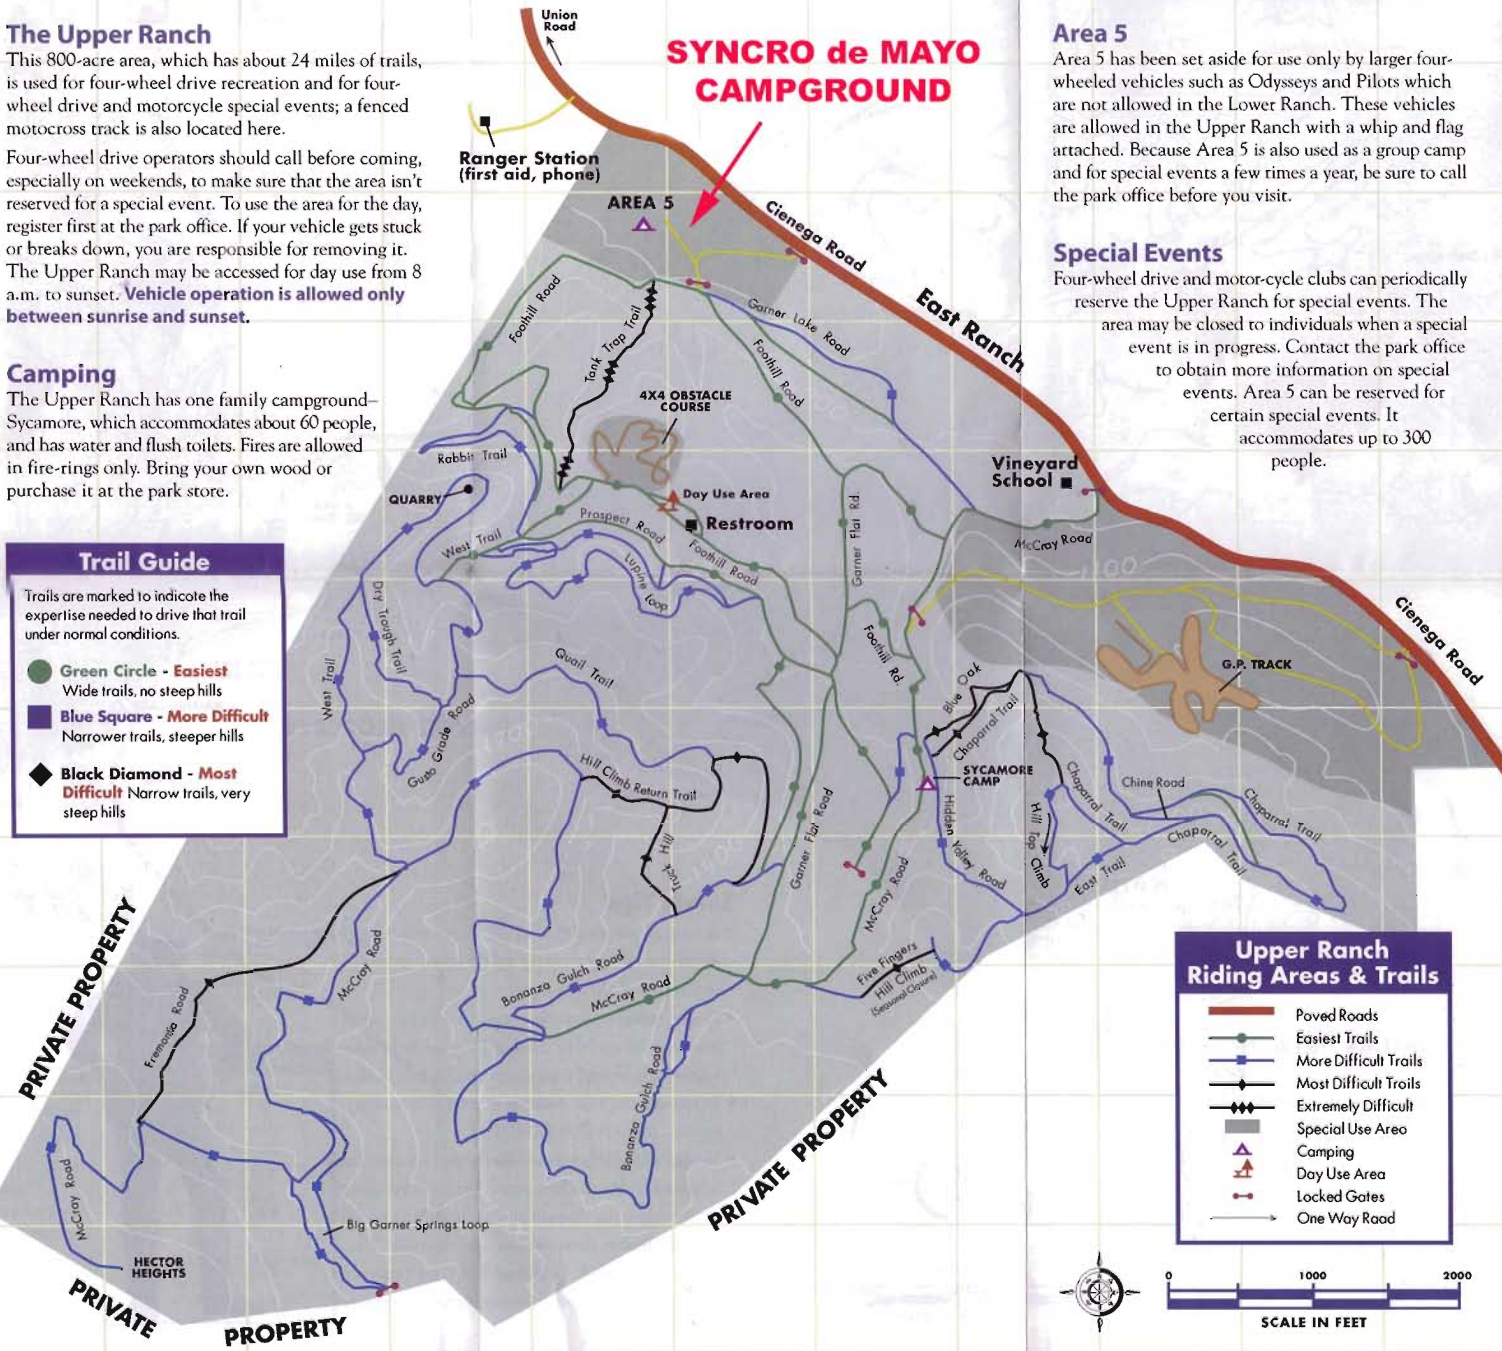 The Upper Ranch
This 800-acre area, which has about 24 miles of trails,
is used for four-wheel drive recreation and for four-
wheel drive and motorcycle special events; a fenced
motocross track is also located here.
Four-wheel drive operators should call before coming,
especially on weekends, to make sure that the area isn't
reserved for a special event. To use the area for the day,
register first at the park office. If your vehicle gets stuck
or breaks down, you are responsible for removing it.
The Upper Ranch may be accessed for day use from 8
a.m. to sunset. Vehicle operation is allowed only
between sunrise and sunset.
Camping
The Upper Ranch has one family campground–
Sycamore, which accommodates about 60 people,
and has water and flush toilets. Fires are allowed
in fire-rings only. Bring your own wood or
purchase it at the park store.
Trail Guide
Trails are marked to indicate the
expertise needed to drive that trail
under normal conditions.
Green Circle - Easiest
Wide trails, no steep hills
Blue Square - More Difficult
Narrower trails, steeper hills
Black Diamond - Most
Difficult Narrow trails, very
steep hills
Union
Road
SYNCRO de MAYO
CAMPGROUND
Ranger Station
(first aid, phone)
AREA 5
Cienega Road
East Ranch
Foothill Road
Tank Trap Trail
Garner Lake Road
Foothill Road
4X4 OBSTACLE
COURSE
Rabbit Trail
QUARRY
Day Use Area
Restroom
Prospect Road
West Trail
Foothill Road
Lupine Loop
Garner Flat Rd.
Vineyard
School
McCray Road
1100
Cienega Road
G.P. TRACK
Dry Trough Trail
West Trail
Quail Trail
Gusto Grade Road
Foothill Rd.
Blue Oak
Chaparral Trail
SYCAMORE
CAMP
Hidden Valley Road
Hill Top Climb
Chaparral Trail
Chine Road
Chaparral Trail
Chaparral Trail
East Trail
Hill Climb Return Trail
Truck Hill
1100
Garner Flat Road
McCray Road
Five Fingers
Hill Climb
(Seasonal Closure)
Bonanza Gulch Road
McCray Road
McCray Road
Fremontia Road
Bonanza Gulch Road
McCray Road
Big Garner Springs Loop
HECTOR
HEIGHTS
PRIVATE PROPERTY
PRIVATE PROPERTY
PRIVATE
PROPERTY
Area 5
Area 5 has been set aside for use only by larger four-
wheeled vehicles such as Odysseys and Pilots which
are not allowed in the Lower Ranch. These vehicles
are allowed in the Upper Ranch with a whip and flag
attached. Because Area 5 is also used as a group camp
and for special events a few times a year, be sure to call
the park office before you visit.
Special Events
Four-wheel drive and motor-cycle clubs can periodically
reserve the Upper Ranch for special events. The
area may be closed to individuals when a special
event is in progress. Contact the park office
to obtain more information on special
events. Area 5 can be reserved for
certain special events. It
accommodates up to 300
people.
Upper Ranch
Riding Areas & Trails
Paved Roads
Easiest Trails
More Difficult Trails
Most Difficult Trails
Extremely Difficult
Special Use Area
Camping
Day Use Area
Locked Gates
One Way Road
0 1000 2000
SCALE IN FEET